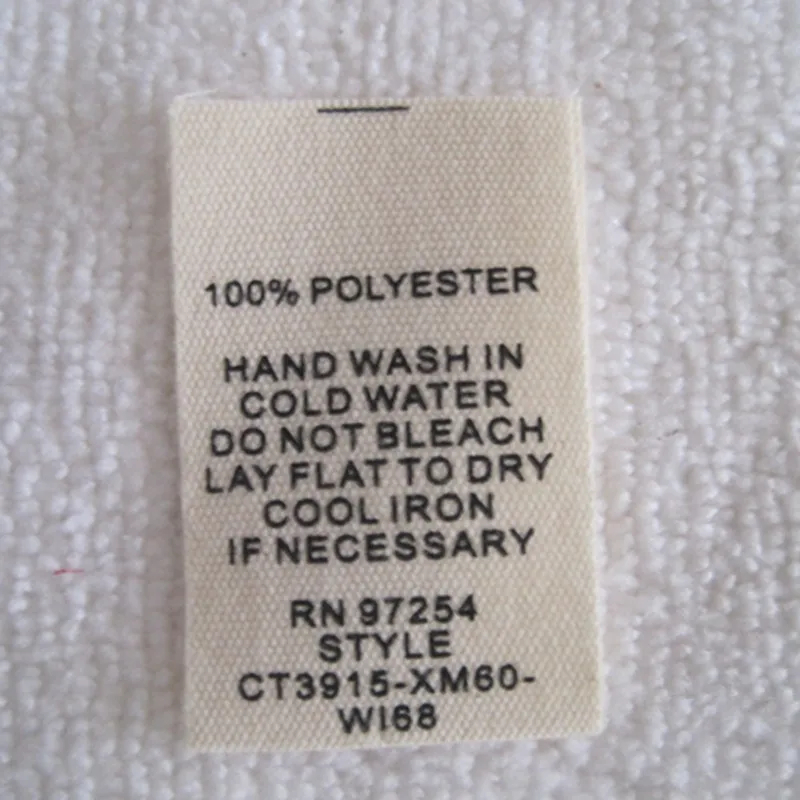 100% POLYESTER
HAND WASH IN
COLD WATER
DO NOT BLEACH
LAY FLAT TO DRY
COOL IRON
IF NECESSARY
RN 97254
STYLE
CT3915-XM60-
WI68